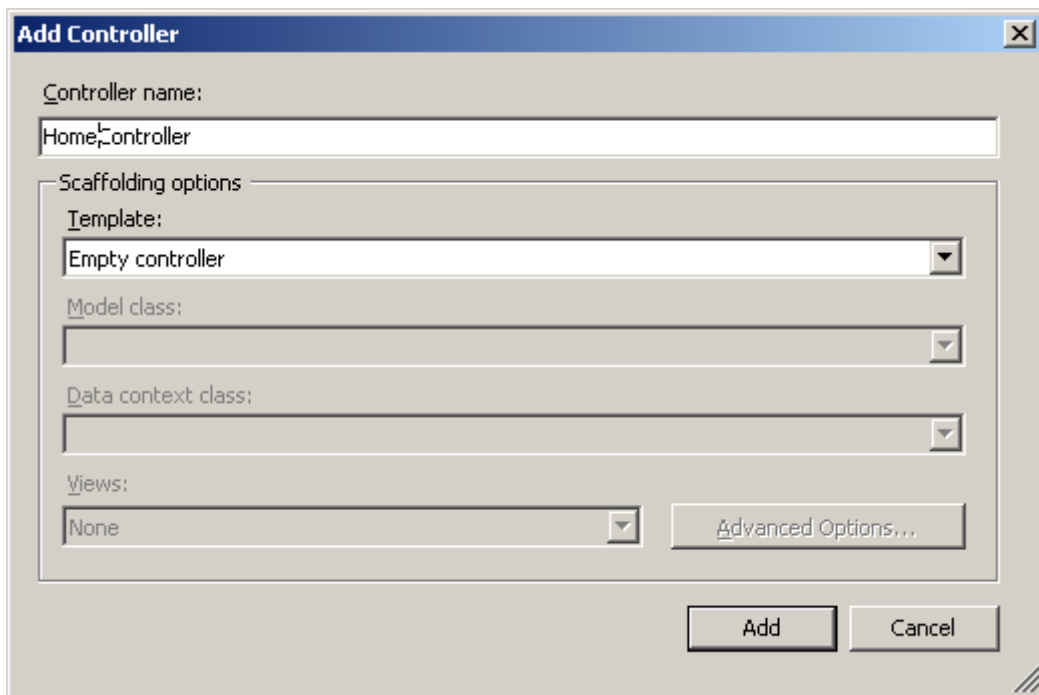 Add Controller
Controller name:
HomeController
Scaffolding options
Template:
Empty controller
Model class:
Data context class:
Views:
None
Advanced Options...
Add
Cancel